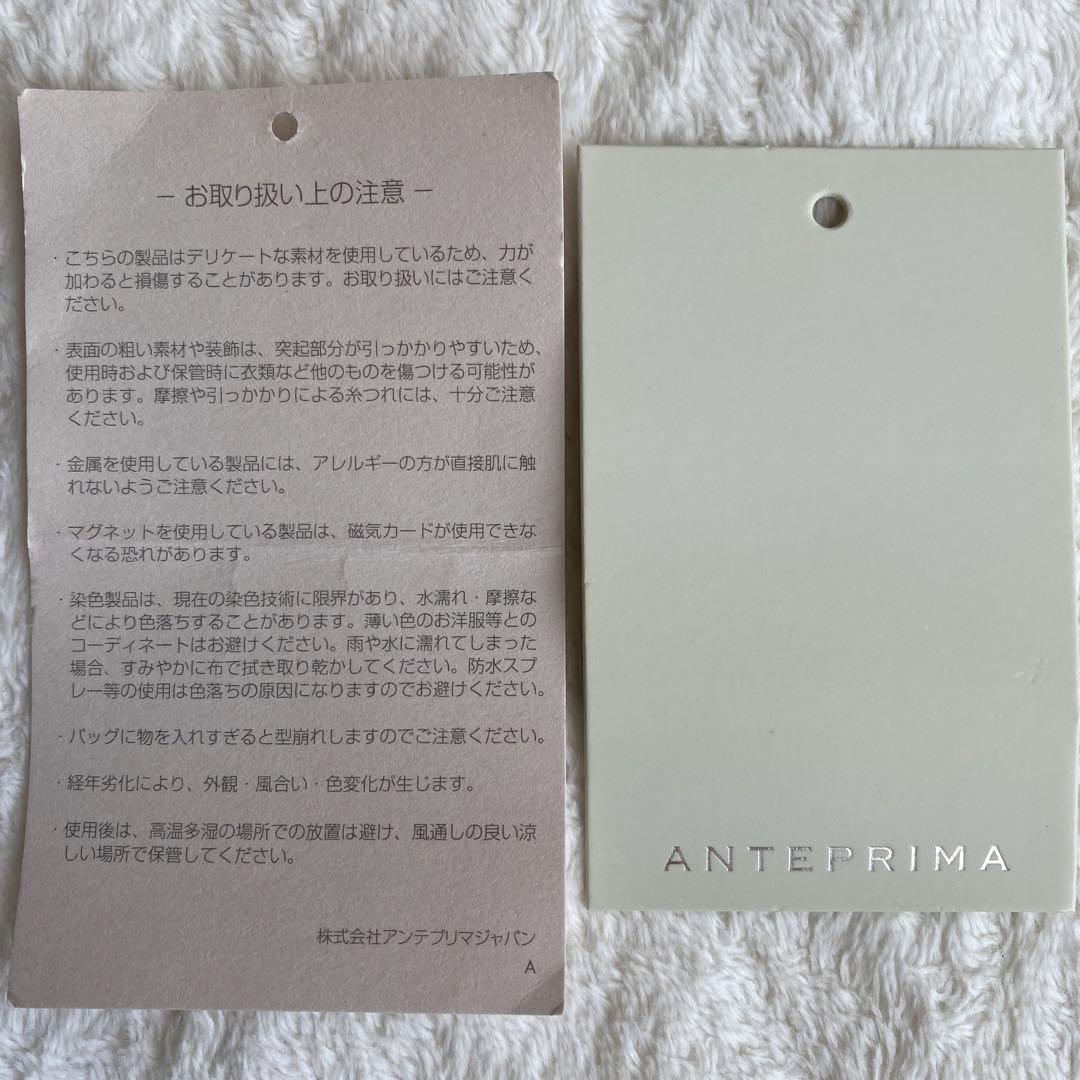 − お取り扱い上の注意 −
・こちらの製品はデリケートな素材を使用しているため、力が
加わると損傷することがあります。お取り扱いにはご注意く
ださい。
・表面の粗い素材や装飾は、突起部分が引っかかりやすいため、
使用時および保管時に衣類など他のものを傷つける可能性が
あります。摩擦や引っかかりによる糸つれには、十分ご注意
ください。
・金属を使用している製品には、アレルギーの方が直接肌に触
れないようご注意ください。
・マグネットを使用している製品は、磁気カードが使用できな
くなる恐れがあります。
・染色製品は、現在の染色技術に限界があり、水濡れ・摩擦な
どにより色落ちすることがあります。薄い色のお洋服等との
コーディネートはお避けください。雨や水に濡れてしまった
場合、すみやかに布で拭き取り乾かしてください。防水スプ
レー等の使用は色落ちの原因になりますのでお避けください。
・バッグに物を入れすぎると型崩れしますのでご注意ください。
・経年劣化により、外観・風合い・色変化が生じます。
・使用後は、高温多湿の場所での放置は避け、風通しの良い涼
しい場所で保管してください。
株式会社アンテプリマジャパン
A
ANTEPRIMA